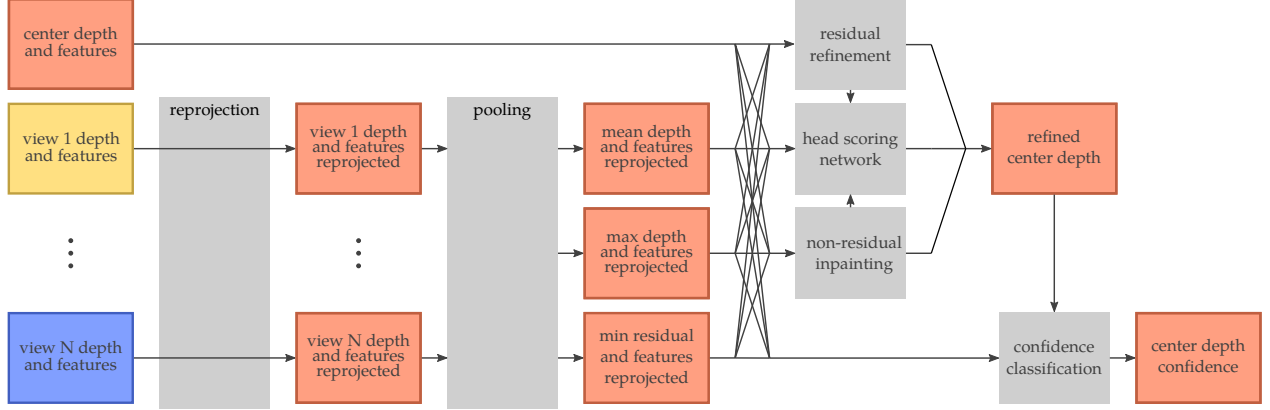 center depth
and features
residual
refinement
reprojection
pooling
view 1 depth
and features
view 1 depth
and features
reprojected
mean depth
and features
reprojected
head scoring
network
refined
center depth
max depth
and features
reprojected
non-residual
inpainting
view N depth
and features
view N depth
and features
reprojected
min residual
and features
reprojected
confidence
classification
center depth
confidence